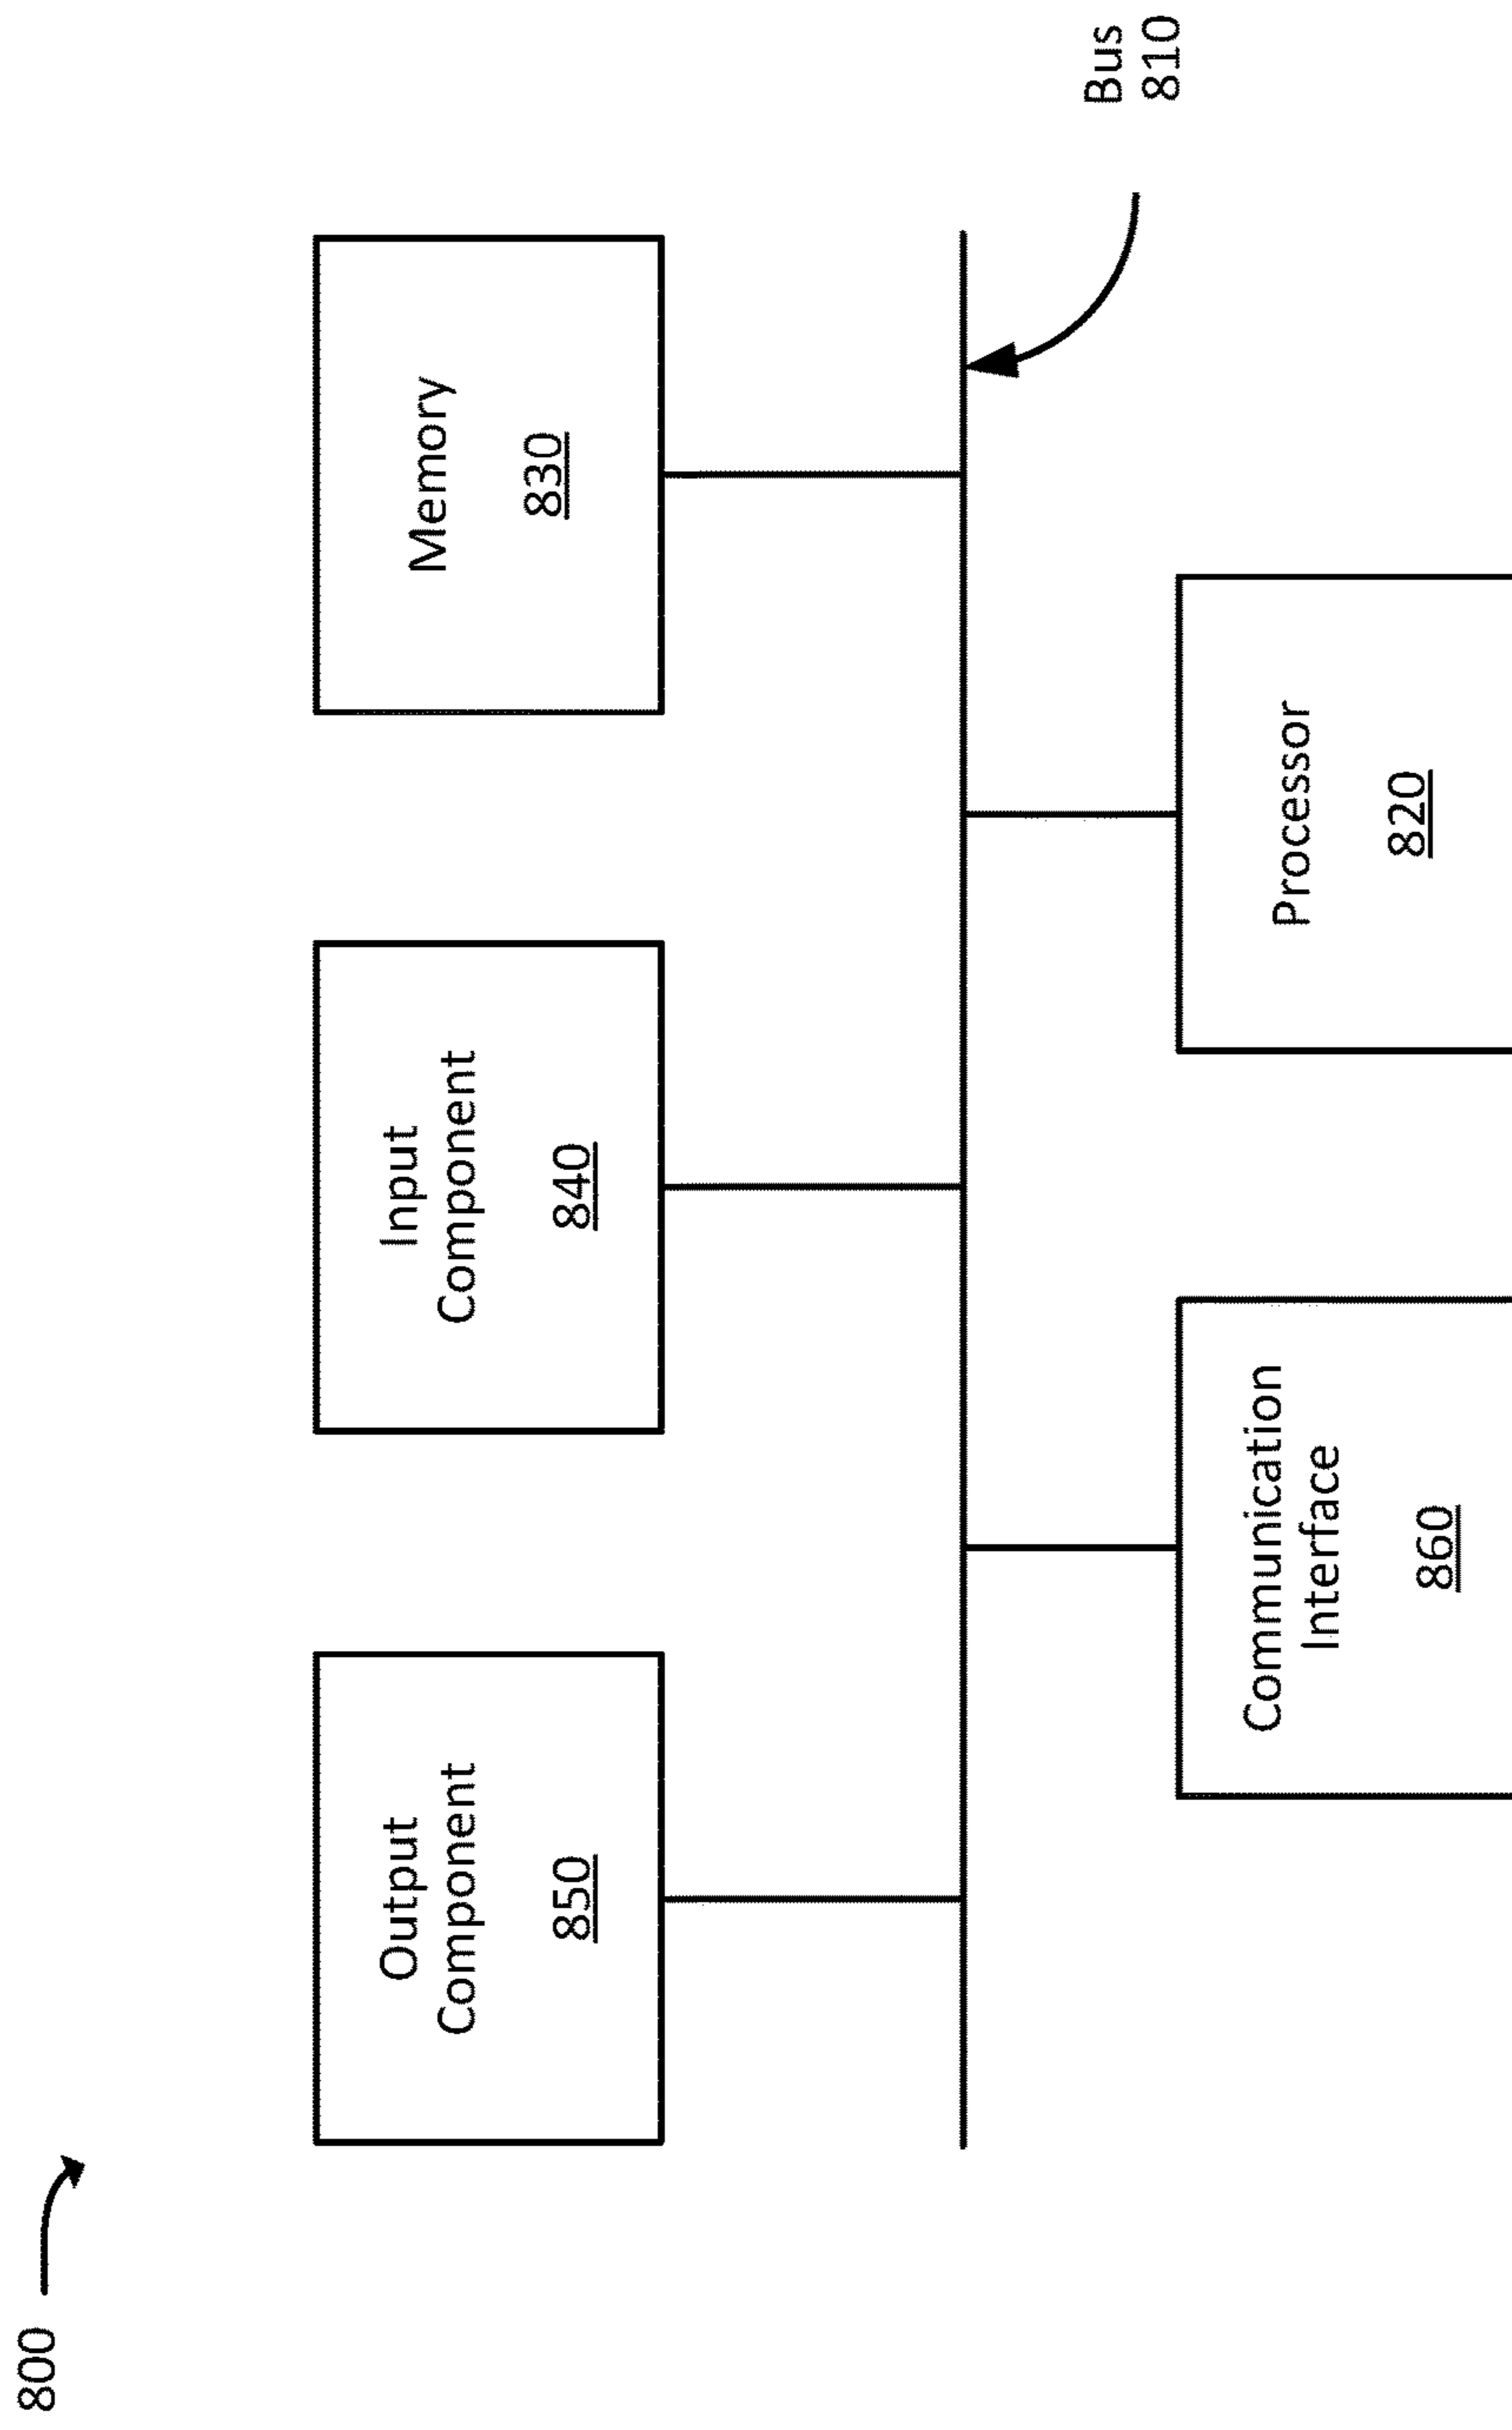 800
Output
Component
850
Input
Component
840
Memory
830
Bus
810
Communication
Interface
860
Processor
820